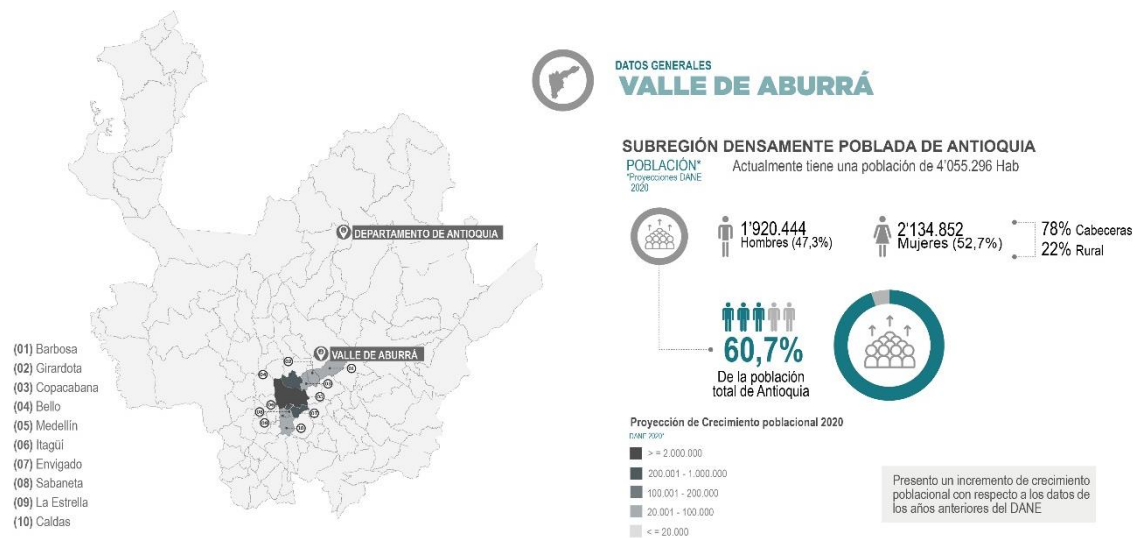 DATOS GENERALES
VALLE DE ABURRÁ
SUBREGIÓN DENSAMENTE POBLADA DE ANTIOQUIA
POBLACIÓN*
*Proyecciones DANE
2020
Actualmente tiene una población de 4'055.296 Hab
1'920.444
Hombres (47,3%)
2'134.852
Mujeres (52,7%)
78% Cabeceras
22% Rural
60,7%
De la población
total de Antioquia
DEPARTAMENTO DE ANTIOQUIA
VALLE DE ABURRÁ
(01) Barbosa
(02) Girardota
(03) Copacabana
(04) Bello
(05) Medellín
(06) Itagüí
(07) Envigado
(08) Sabaneta
(09) La Estrella
(10) Caldas
Proyección de Crecimiento poblacional 2020
DANE 2020*
> = 2.000.000
200.001 - 1.000.000
100.001 - 200.000
20.001 - 100.000
< = 20.000
Presento un incremento de crecimiento
poblacional con respecto a los datos de
los años anteriores del DANE